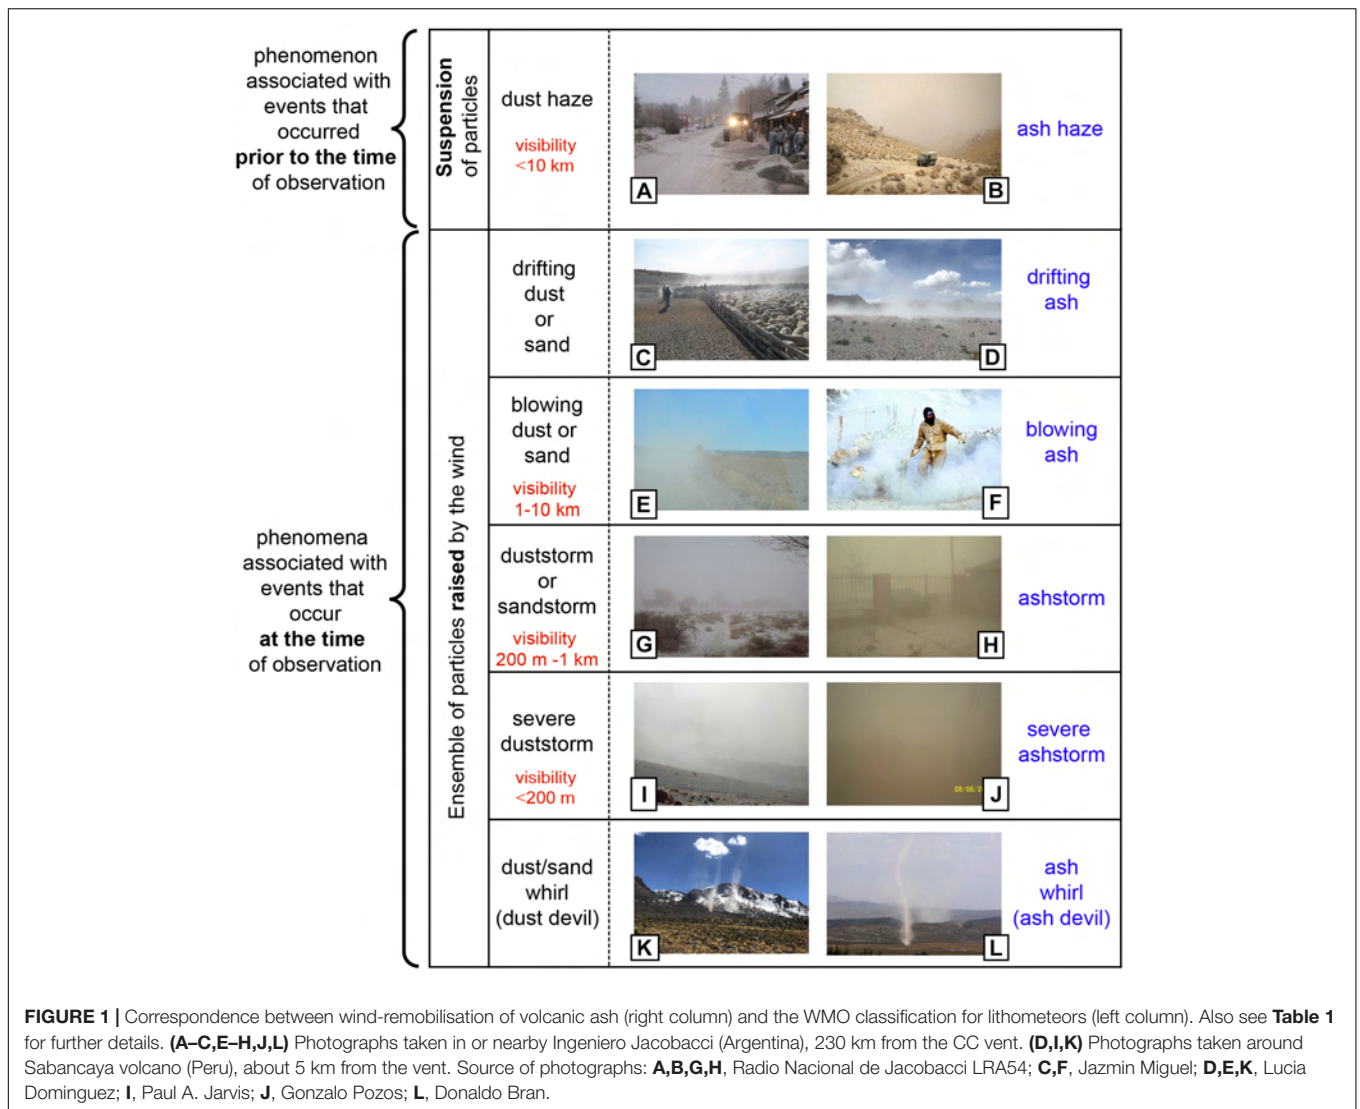 phenomenon
associated with
events that
occurred
prior to the time
of observation
Suspension
of particles
dust haze
visibility
<10 km
A
B
ash haze
phenomena
associated with
events that
occur
at the time
of observation
Ensemble of particles raised by the wind
drifting
dust
or
sand
C
D
drifting
ash
blowing
dust or
sand
visibility
1-10 km
E
F
blowing
ash
duststorm
or
sandstorm
visibility
200 m -1 km
G
H
ashstorm
severe
duststorm
visibility
<200 m
I
J
severe
ashstorm
dust/sand
whirl
(dust devil)
K
L
ash
whirl
(ash devil)
FIGURE 1 | Correspondence between wind-remobilisation of volcanic ash (right column) and the WMO classification for lithometeors (left column). Also see Table 1
for further details. (A–C,E–H,J,L) Photographs taken in or nearby Ingeniero Jacobacci (Argentina), 230 km from the CC vent. (D,I,K) Photographs taken around
Sabancaya volcano (Peru), about 5 km from the vent. Source of photographs: A,B,G,H, Radio Nacional de Jacobacci LRA54; C,F, Jazmin Miguel; D,E,K, Lucia
Dominguez; I, Paul A. Jarvis; J, Gonzalo Pozos; L, Donaldo Bran.